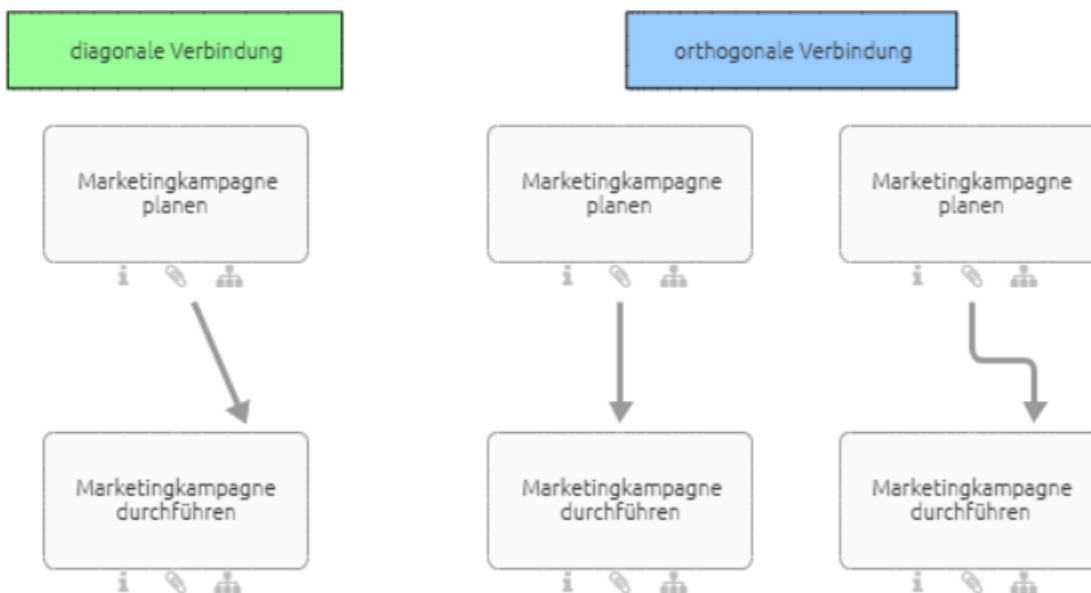 diagonale Verbindung
orthogonale Verbindung
Marketingkampagne
planen
Marketingkampagne
planen
Marketingkampagne
planen
Marketingkampagne
durchführen
Marketingkampagne
durchführen
Marketingkampagne
durchführen